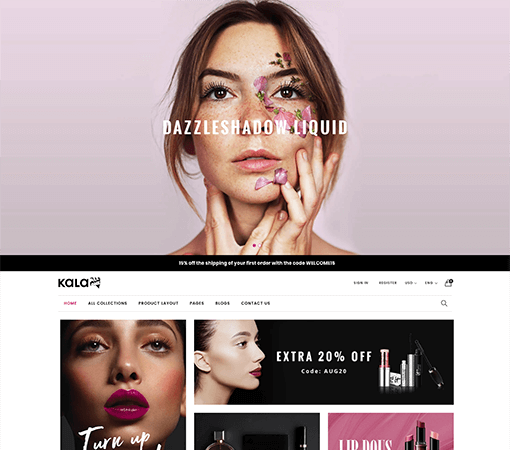 DAZZLESHADOW LIQUID
15% off the shipping of your first order with the code WELCOME15
KALA
SIGN IN REGISTER USD ENG 0
HOME ALL COLLECTIONS PRODUCT LAYOUT PAGES BLOGS CONTACT US
EXTRA 20% OFF
Code: AUG20
Turn up
LIP DOUS